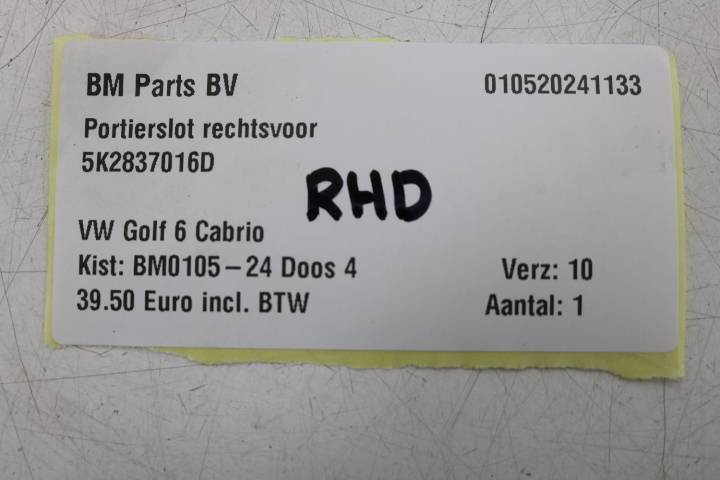 BM Parts BV 010520241133
Portierslot rechtsvoor
5K2837016D
RHD
VW Golf 6 Cabrio
Kist: BM0105-24 Doos 4 Verz: 10
39.50 Euro incl. BTW Aantal: 1